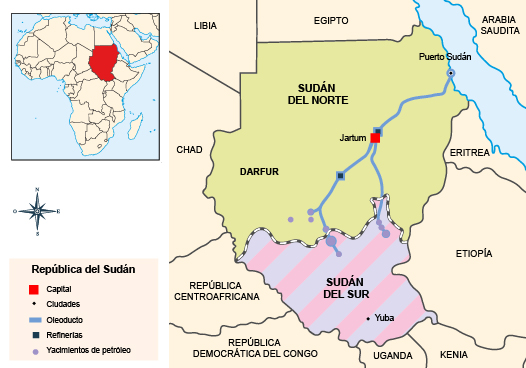 LIBIA
EGIPTO
ARABIA
SAUDITA
Puerto Sudán
SUDÁN
DEL NORTE
Jartum
CHAD
DARFUR
ERITREA
ETIOPÍA
REPÚBLICA
CENTROAFRICANA
SUDÁN
DEL SUR
Yuba
REPÚBLICA
DEMOCRÁTICA DEL CONGO
UGANDA
KENIA
N
O
E
S
República del Sudán
Capital
Ciudades
Oleoducto
Refinerías
Yacimientos de petróleo